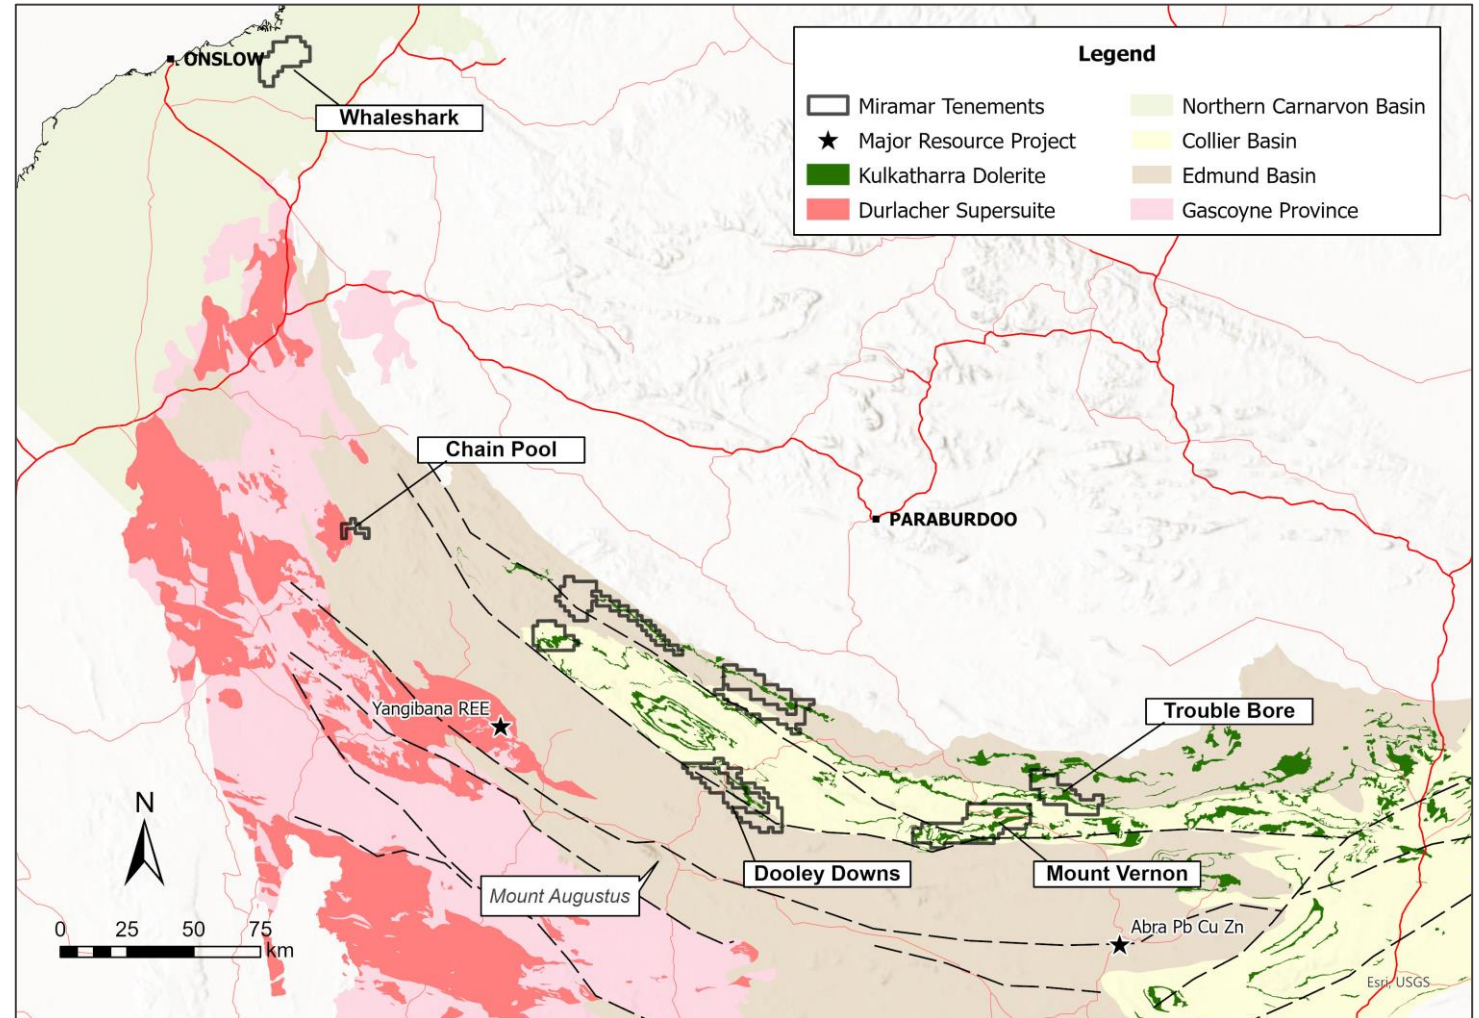 ONSLOW
Whaleshark
Legend
Miramar Tenements
Major Resource Project
Kulkatharra Dolerite
Durlacher Supersuite
Northern Carnarvon Basin
Collier Basin
Edmund Basin
Gascoyne Province
Chain Pool
PARABURDOO
Yangibana REE
Trouble Bore
Dooley Downs
Mount Vernon
Mount Augustus
Abra Pb Cu Zn
N
0 25 50 75
km
Esri, USGS